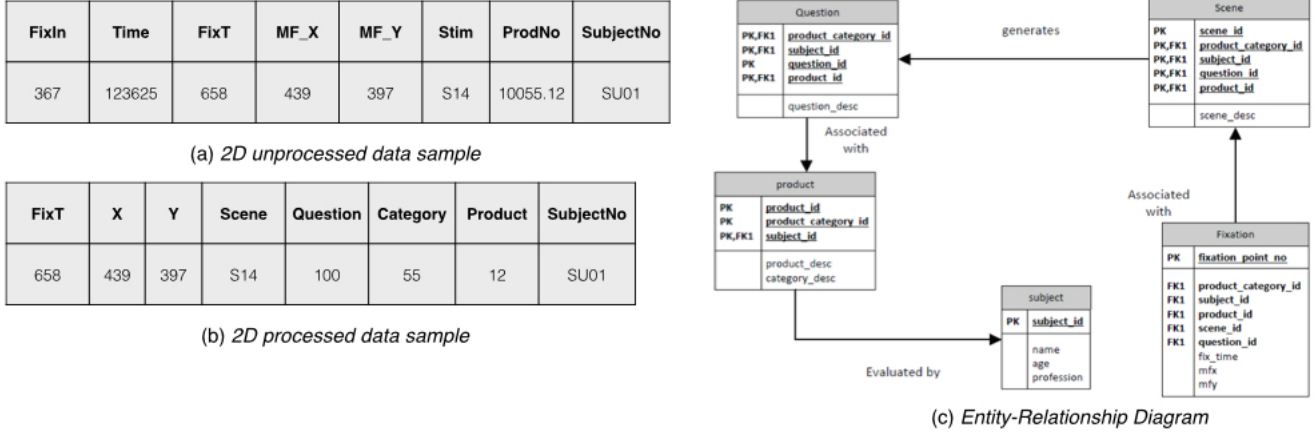 FixIn Time FixT MF_X MF_Y Stim ProdNo SubjectNo
367 123625 658 439 397 S14 10055.12 SU01
(a) 2D unprocessed data sample
FixT X Y Scene Question Category Product SubjectNo
658 439 397 S14 100 55 12 SU01
(b) 2D processed data sample
Question
PK,FK1 product_category_id
PK,FK1 subject_id
PK question_id
PK,FK1 product_id
question_desc
generates
Scene
PK scene_id
PK,FK1 product_category_id
PK,FK1 subject_id
PK,FK1 question_id
PK,FK1 product_id
scene_desc
Associated
with
product
PK product_id
PK product_category_id
PK,FK1 subject_id
product_desc
category_desc
Associated
with
Fixation
PK fixation_point_no
FK1 product_category_id
FK1 subject_id
FK1 product_id
FK1 scene_id
FK1 question_id
fix_time
mfx
mfy
subject
PK subject_id
name
age
profession
Evaluated by
(c) Entity-Relationship Diagram